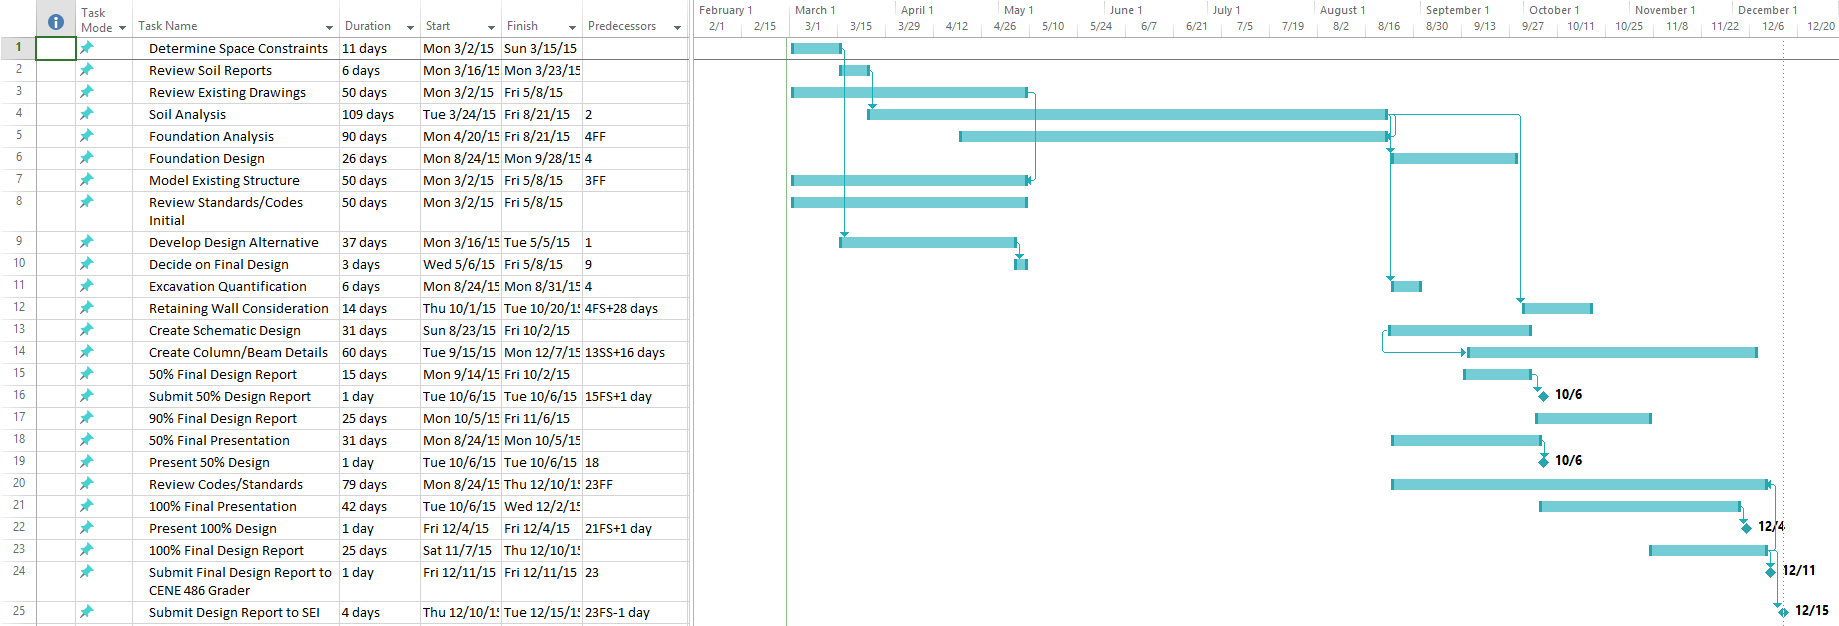 Task Mode Task Name Duration Start Finish Predecessors
February 1 March 1 April 1 May 1 June 1 July 1 August 1 September 1 October 1 November 1 December 1
2/1 2/15 3/1 3/15 3/29 4/12 4/26 5/10 5/24 6/7 6/21 7/5 7/19 8/2 8/16 8/30 9/13 9/27 10/11 10/25 11/8 11/22 12/6 12/20
1 Determine Space Constraints 11 days Mon 3/2/15 Sun 3/15/15
2 Review Soil Reports 6 days Mon 3/16/15 Mon 3/23/15
3 Review Existing Drawings 50 days Mon 3/2/15 Fri 5/8/15
4 Soil Analysis 109 days Tue 3/24/15 Fri 8/21/15 2
5 Foundation Analysis 90 days Mon 4/20/15 Fri 8/21/15 4FF
6 Foundation Design 26 days Mon 8/24/15 Mon 9/28/15 4
7 Model Existing Structure 50 days Mon 3/2/15 Fri 5/8/15 3FF
8 Review Standards/Codes 50 days Mon 3/2/15 Fri 5/8/15
Initial
9 Develop Design Alternative 37 days Mon 3/16/15 Tue 5/5/15 1
10 Decide on Final Design 3 days Wed 5/6/15 Fri 5/8/15 9
11 Excavation Quantification 6 days Mon 8/24/15 Mon 8/31/15 4
12 Retaining Wall Consideration 14 days Thu 10/1/15 Tue 10/20/15 4FS+28 days
13 Create Schematic Design 31 days Sun 8/23/15 Fri 10/2/15
14 Create Column/Beam Details 60 days Tue 9/15/15 Mon 12/7/15 13SS+16 days
15 50% Final Design Report 15 days Mon 9/14/15 Fri 10/2/15
16 Submit 50% Design Report 1 day Tue 10/6/15 Tue 10/6/15 15FS+1 day 10/6
17 90% Final Design Report 25 days Mon 10/5/15 Fri 11/6/15
18 50% Final Presentation 31 days Mon 8/24/15 Mon 10/5/15
19 Present 50% Design 1 day Tue 10/6/15 Tue 10/6/15 18 10/6
20 Review Codes/Standards 79 days Mon 8/24/15 Thu 12/10/15 23FF
21 100% Final Presentation 42 days Tue 10/6/15 Wed 12/2/15
22 Present 100% Design 1 day Fri 12/4/15 Fri 12/4/15 21FS+1 day 12/4
23 100% Final Design Report 25 days Sat 11/7/15 Thu 12/10/15
24 Submit Final Design Report to 1 day Fri 12/11/15 Fri 12/11/15 23 12/11
CENE 486 Grader
25 Submit Design Report to SEI 4 days Thu 12/10/15 Tue 12/15/15 23FS-1 day 12/15